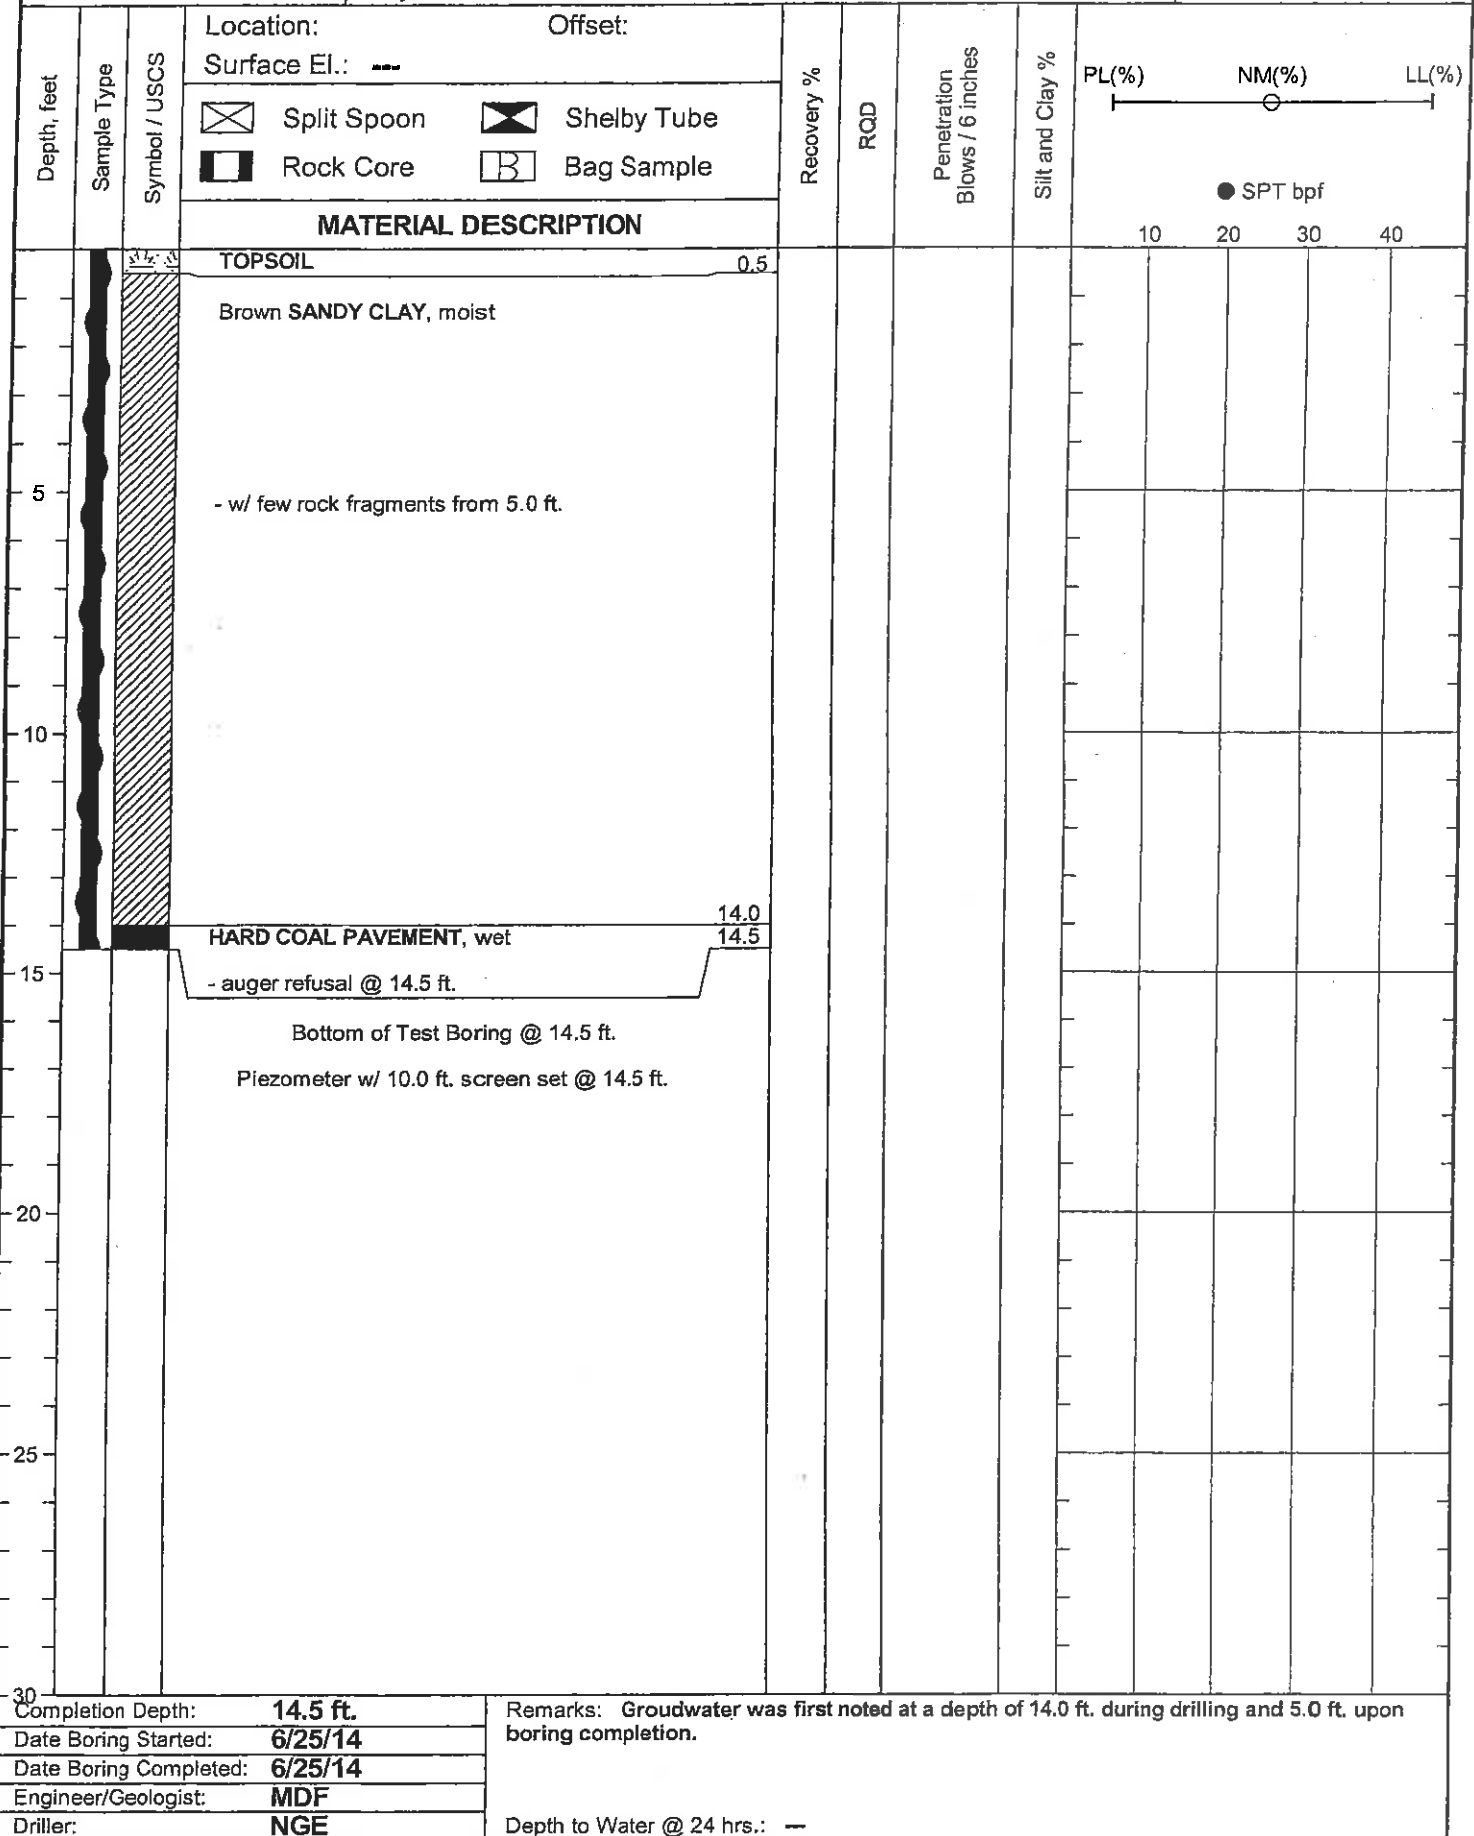 Location: Offset:
Surface El.: ---
Depth, feet
Sample Type
Symbol / USCS
Split Spoon Shelby Tube
Rock Core B Bag Sample
MATERIAL DESCRIPTION
Recovery %
RQD
Penetration
Blows / 6 inches
Silt and Clay %
PL(%) NM(%) LL(%)
● SPT bpf
10 20 30 40
TOPSOIL 0.5
Brown SANDY CLAY, moist
5
- w/ few rock fragments from 5.0 ft.
10
14.0
HARD COAL PAVEMENT, wet 14.5
15
- auger refusal @ 14.5 ft.
Bottom of Test Boring @ 14.5 ft.
Piezometer w/ 10.0 ft. screen set @ 14.5 ft.
20
25
30
Completion Depth: 14.5 ft.
Date Boring Started: 6/25/14
Date Boring Completed: 6/25/14
Engineer/Geologist: MDF
Driller: NGE
Remarks: Groudwater was first noted at a depth of 14.0 ft. during drilling and 5.0 ft. upon
boring completion.
Depth to Water @ 24 hrs.: —